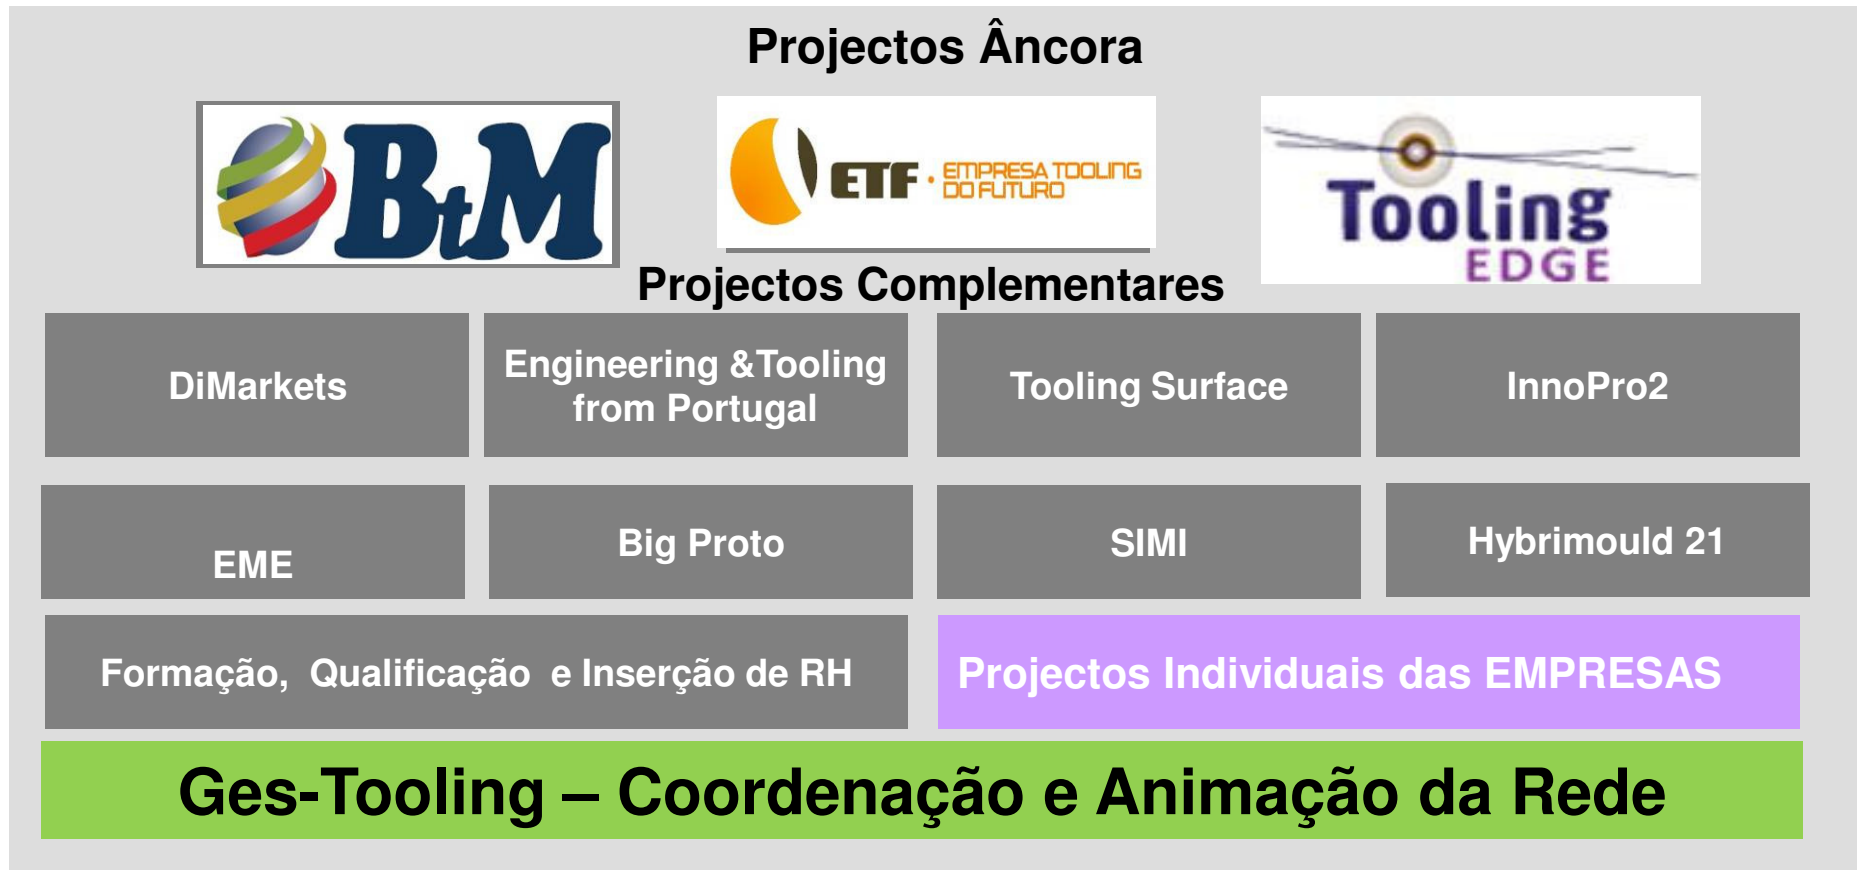 Projectos Âncora
BtM
ETF · EMPRESA TOOLING
DO FUTURO
Tooling
EDGE
Projectos Complementares
DiMarkets
Engineering &Tooling
from Portugal
Tooling Surface
InnoPro2
EME
Big Proto
SIMI
Hybrimould 21
Formação, Qualificação e Inserção de RH
Projectos Individuais das EMPRESAS
Ges-Tooling – Coordenação e Animação da Rede